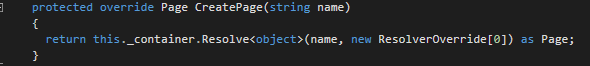 protected override Page CreatePage(string name)
{
return this._container.Resolve<object>(name, new ResolverOverride[0]) as Page;
}